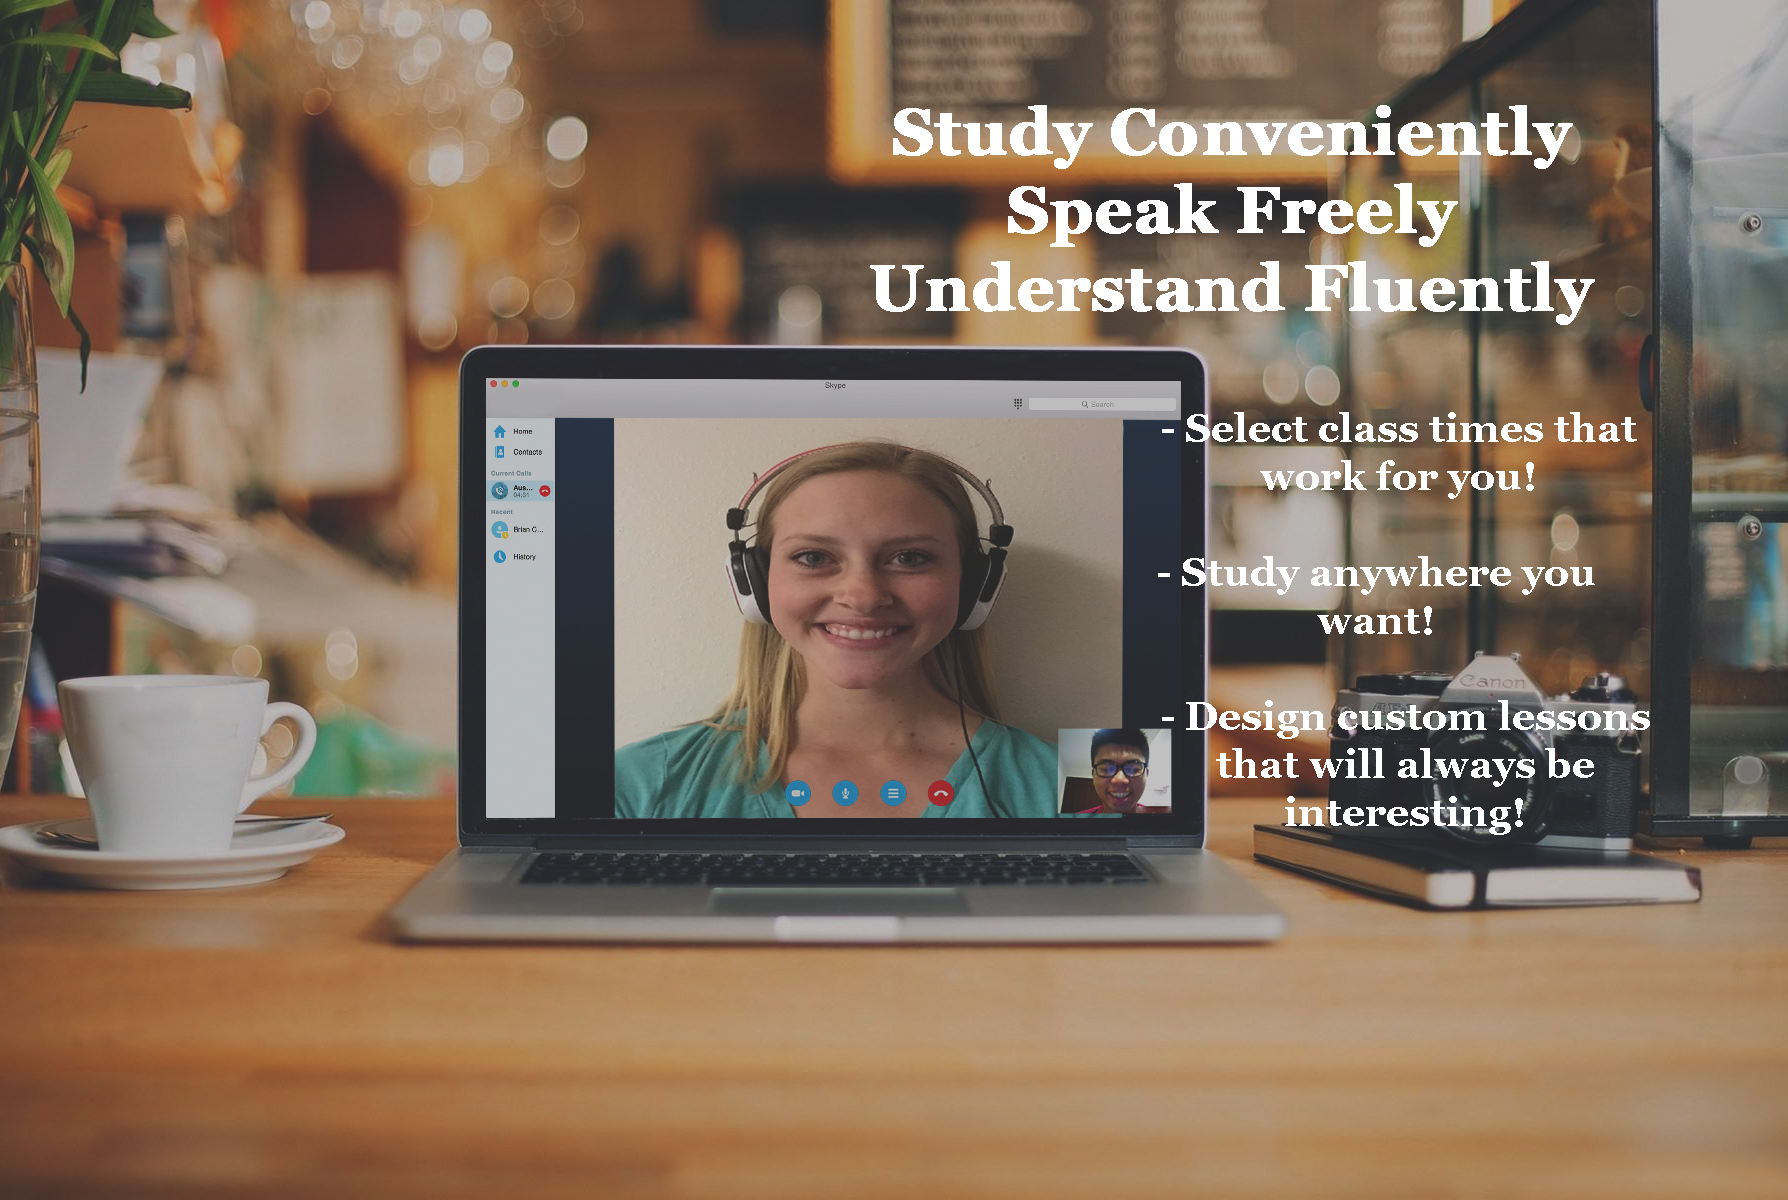 Study Conveniently
Speak Freely
Understand Fluently
Skype
Search
Home
Contacts
Current Calls
Aus...
04:31
Recent
Brian C...
History
- Select class times that
work for you!
- Study anywhere you
want!
- Design custom lessons
that will always be
interesting!
Canon